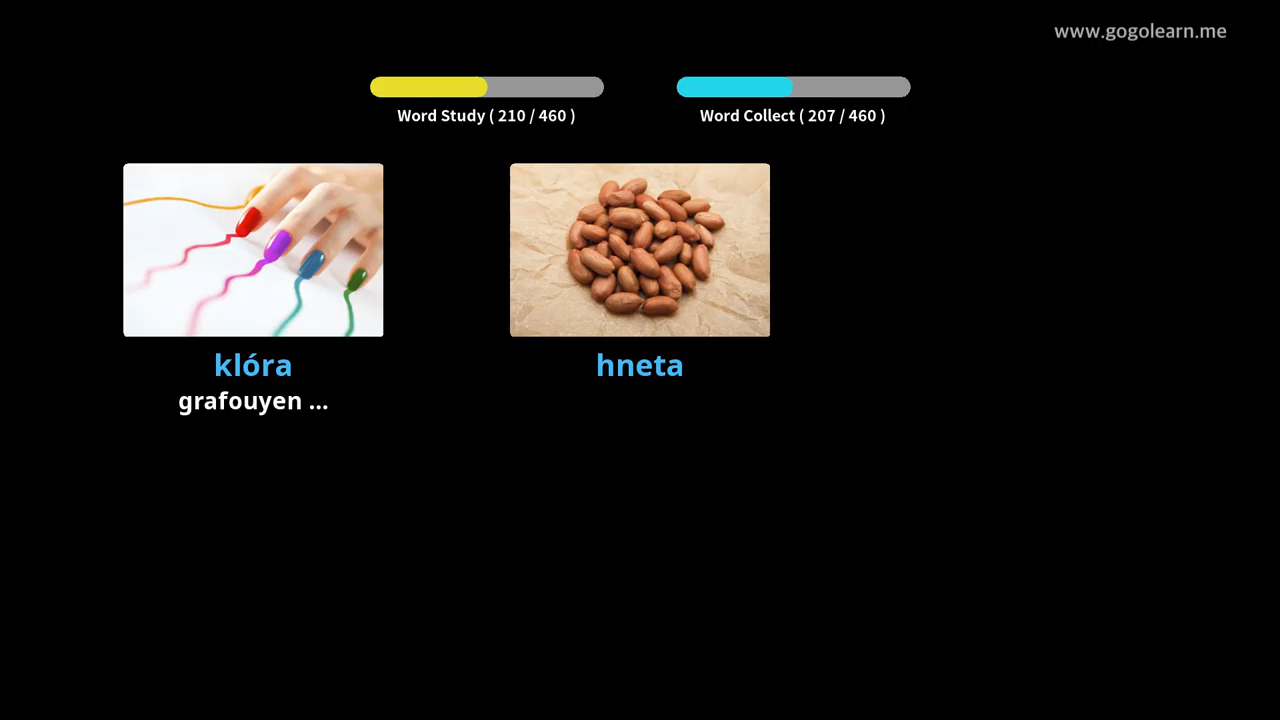 www.gogolearn.me
Word Study ( 210 / 460 )
Word Collect ( 207 / 460 )
klóra
grafouyen ...
hneta